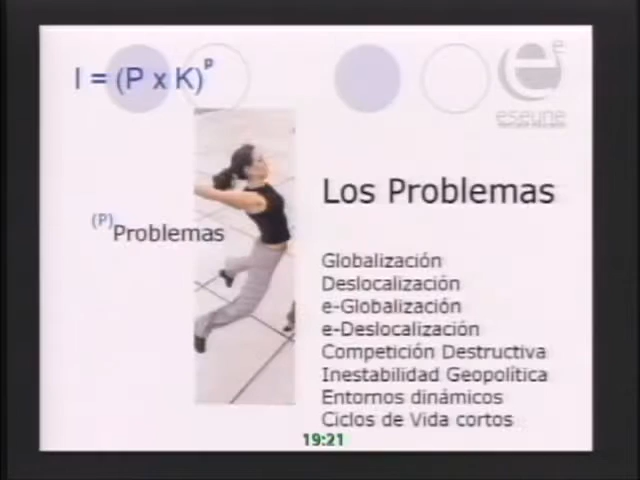 I = (P x K)^p
e
eseune
Los Problemas
(P)Problemas
Globalización
Deslocalización
e-Globalización
e-Deslocalización
Competición Destructiva
Inestabilidad Geopolítica
Entornos dinámicos
Ciclos de Vida cortos
19:21